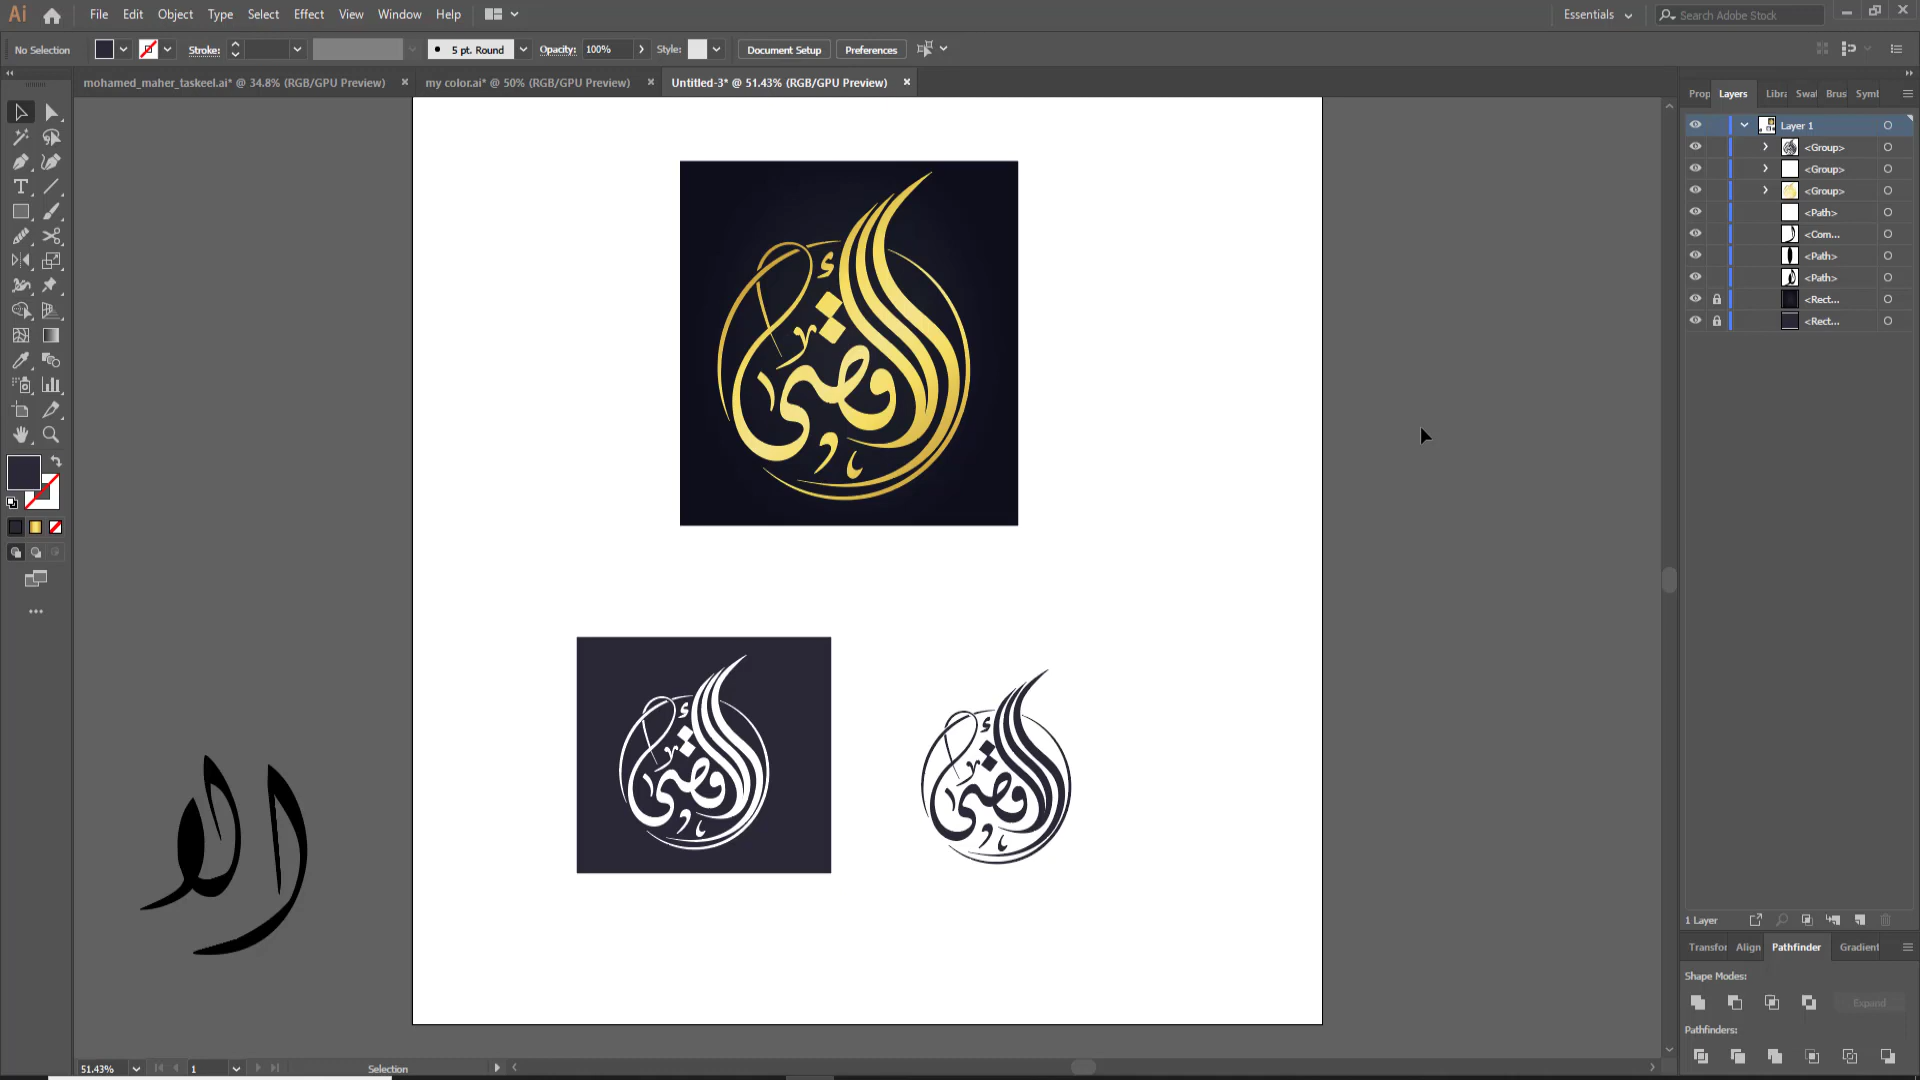 Ai File Edit Object Type Select Effect View Window Help Essentials Search Adobe Stock
No Selection Stroke: 5 pt. Round Opacity: 100% Style: Document Setup Preferences
mohamed_maher_taskeel.ai* @ 34.8% (RGB/GPU Preview) × my color.ai* @ 50% (RGB/GPU Preview) × Untitled-3* @ 51.43% (RGB/GPU Preview) ×
Prop Layers Libra Swat Brus Symb
Layer 1
<Group>
<Group>
<Group>
<Path>
<Com...
<Path>
<Path>
<Rect...
<Rect...
1 Layer
Transfor Align Pathfinder Gradient
Shape Modes:
Expand
Pathfinders:
51.43% 1 Selection